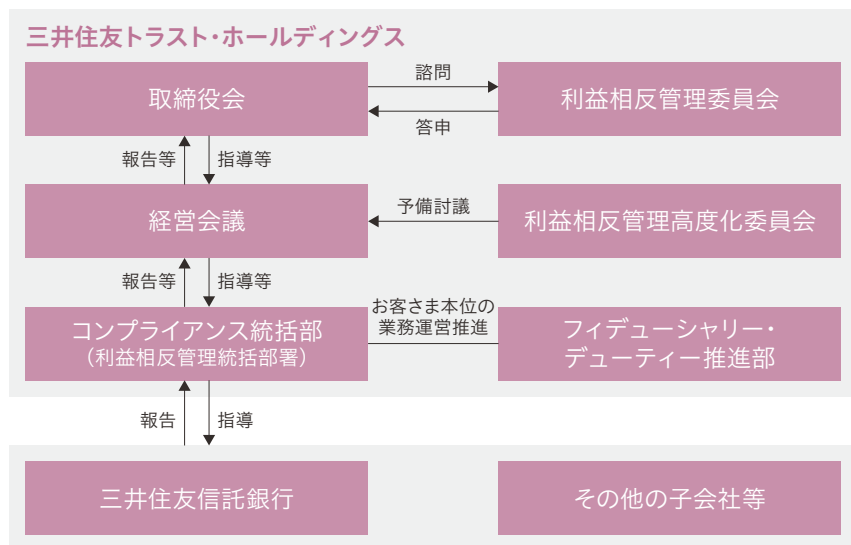 三井住友トラスト・ホールディングス
取締役会
諮問
答申
利益相反管理委員会
報告等
指導等
経営会議
予備討議
利益相反管理高度化委員会
報告等
指導等
コンプライアンス統括部
（利益相反管理統括部署）
お客さま本位の
業務運営推進
フィデューシャリー・
デューティー推進部
報告
指導
三井住友信託銀行
その他の子会社等